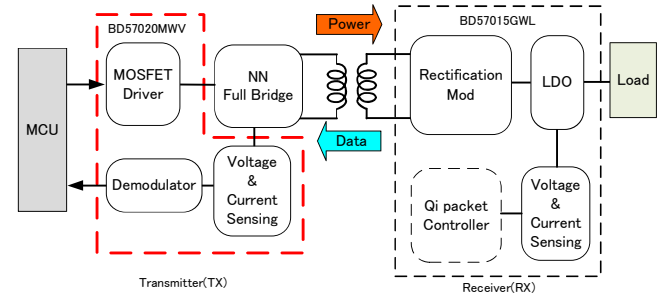 Power
BD57020MWV
BD57015GWL
MCU
MOSFET
Driver
NN
Full Bridge
Rectification
Mod
LDO
Load
Data
Demodulator
Voltage
&
Current
Sensing
Qi packet
Controller
Voltage
&
Current
Sensing
Transmitter(TX)
Receiver(RX)